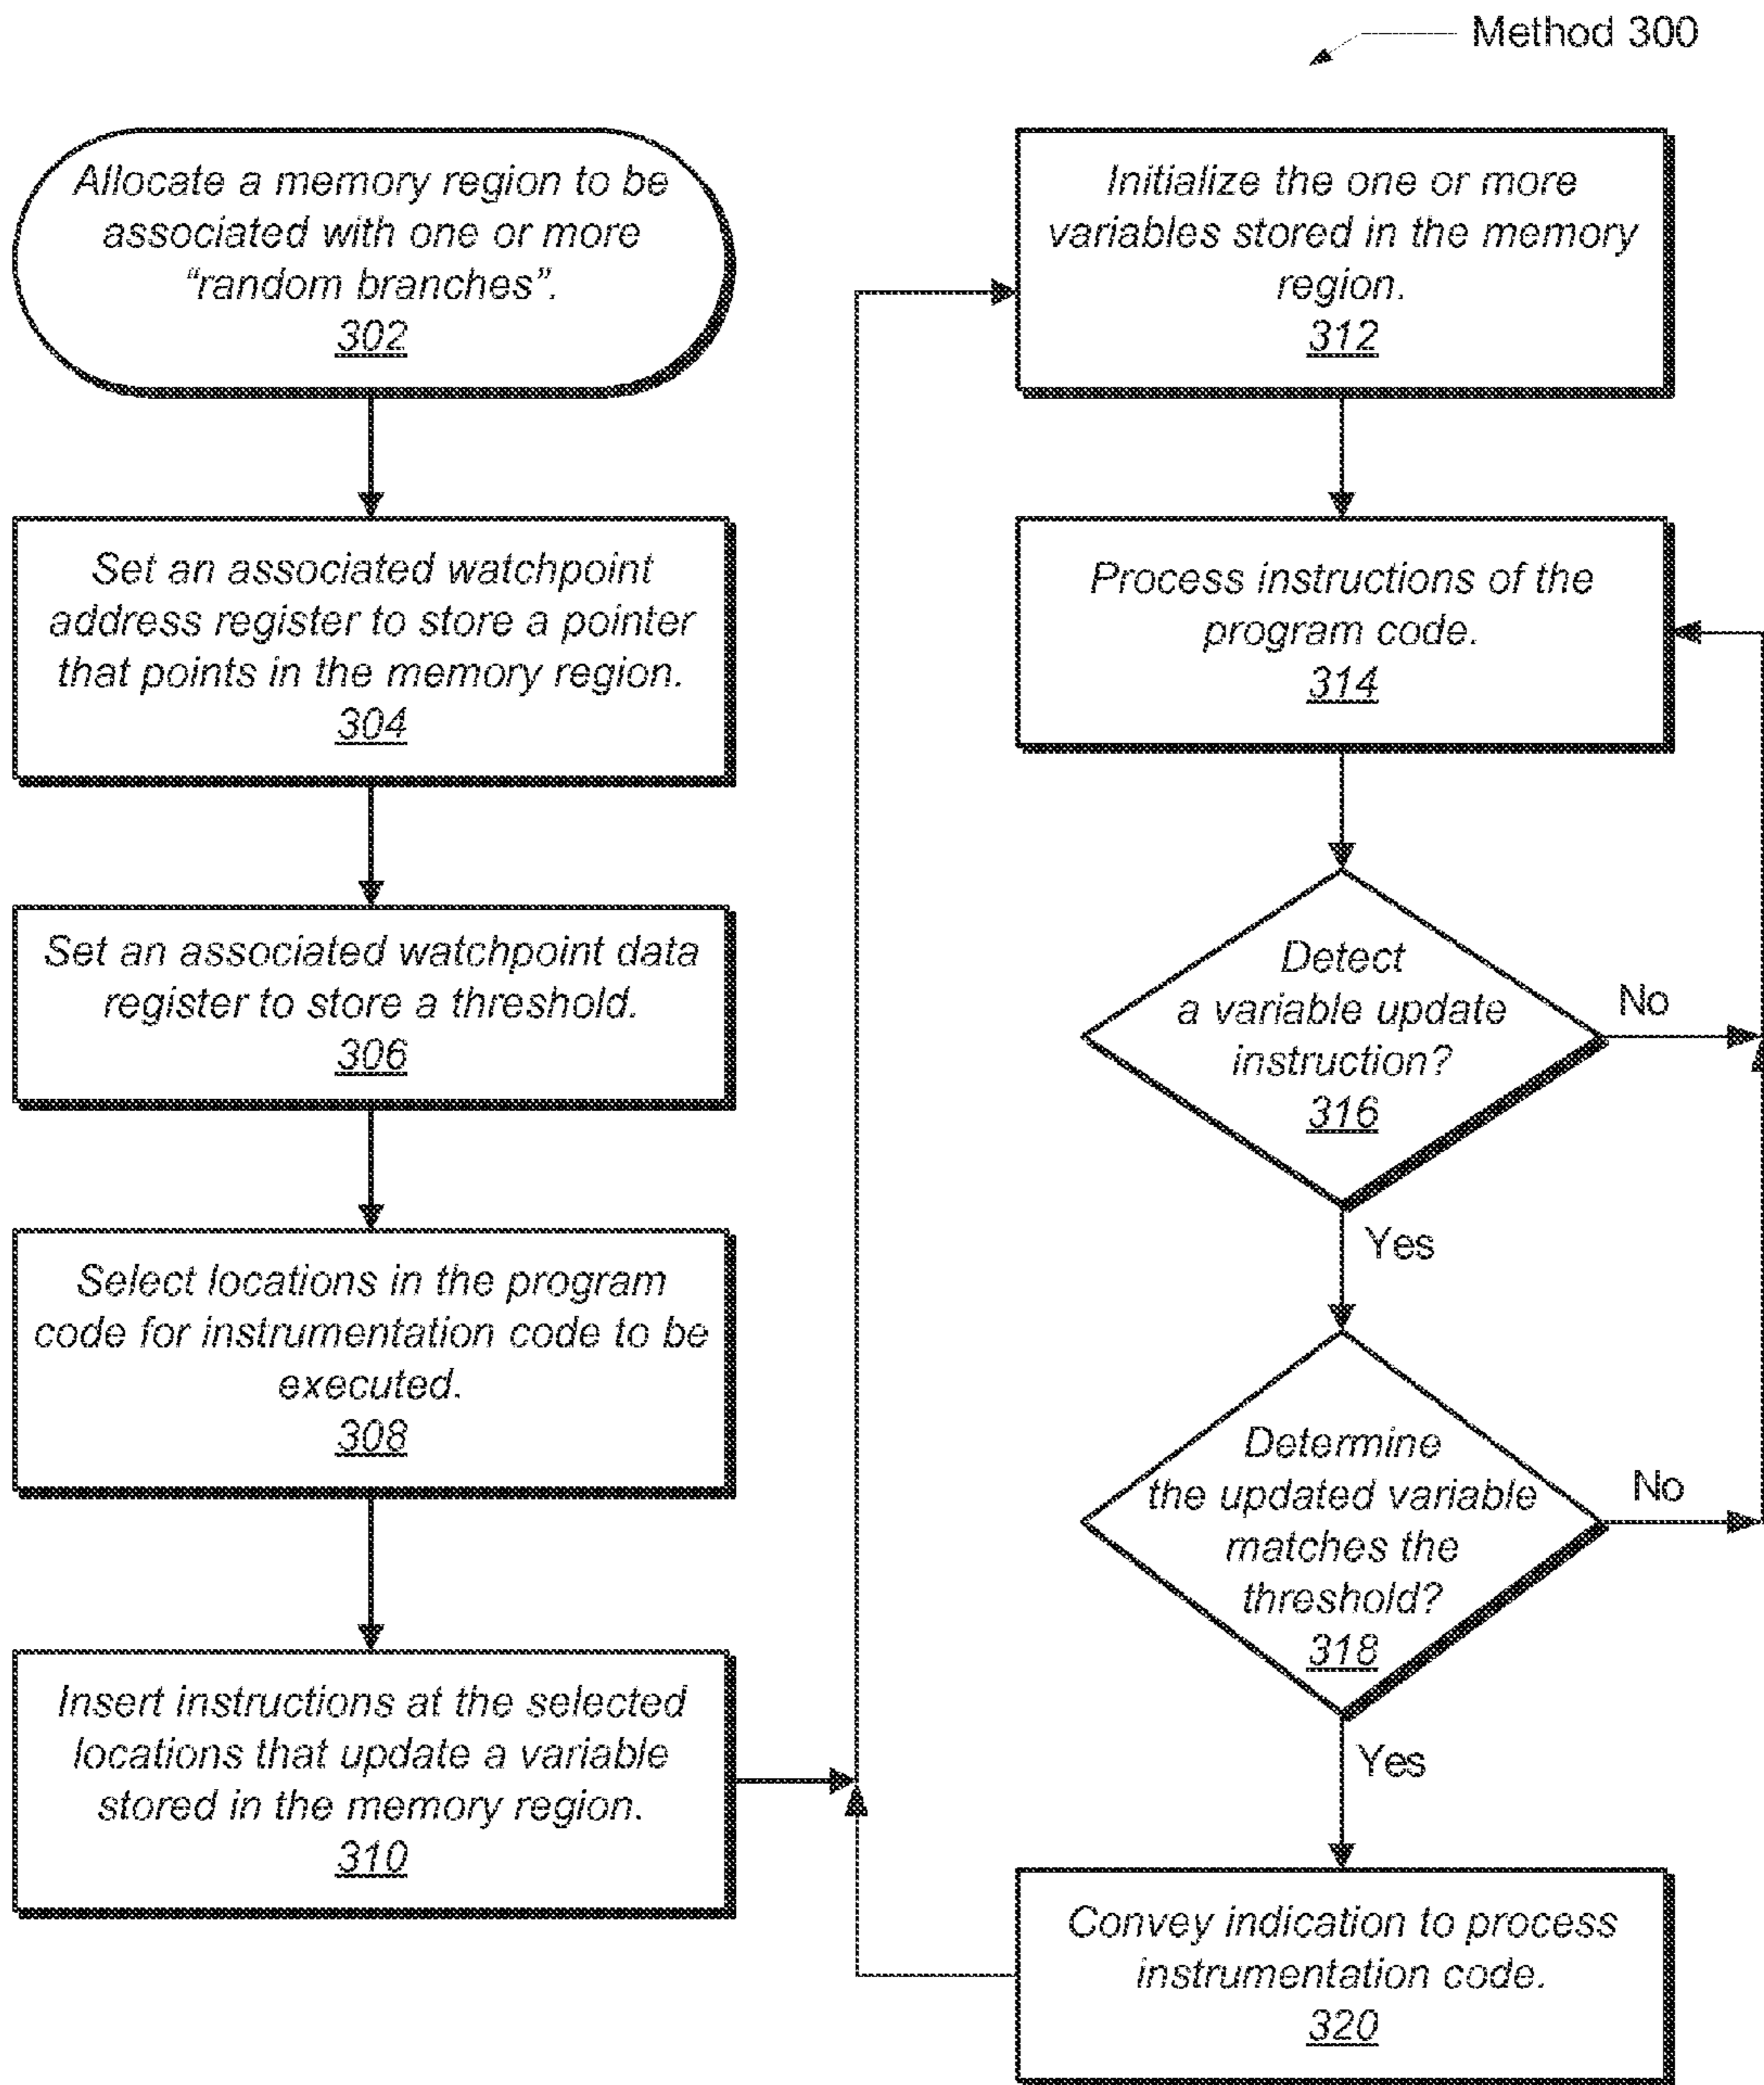 Method 300
Allocate a memory region to be
associated with one or more
“random branches”.
302
Set an associated watchpoint
address register to store a pointer
that points in the memory region.
304
Set an associated watchpoint data
register to store a threshold.
306
Select locations in the program
code for instrumentation code to be
executed.
308
Insert instructions at the selected
locations that update a variable
stored in the memory region.
310
Initialize the one or more
variables stored in the memory
region.
312
Process instructions of the
program code.
314
Detect
a variable update
instruction?
316
No
Yes
Determine
the updated variable
matches the
threshold?
318
No
Yes
Convey indication to process
instrumentation code.
320